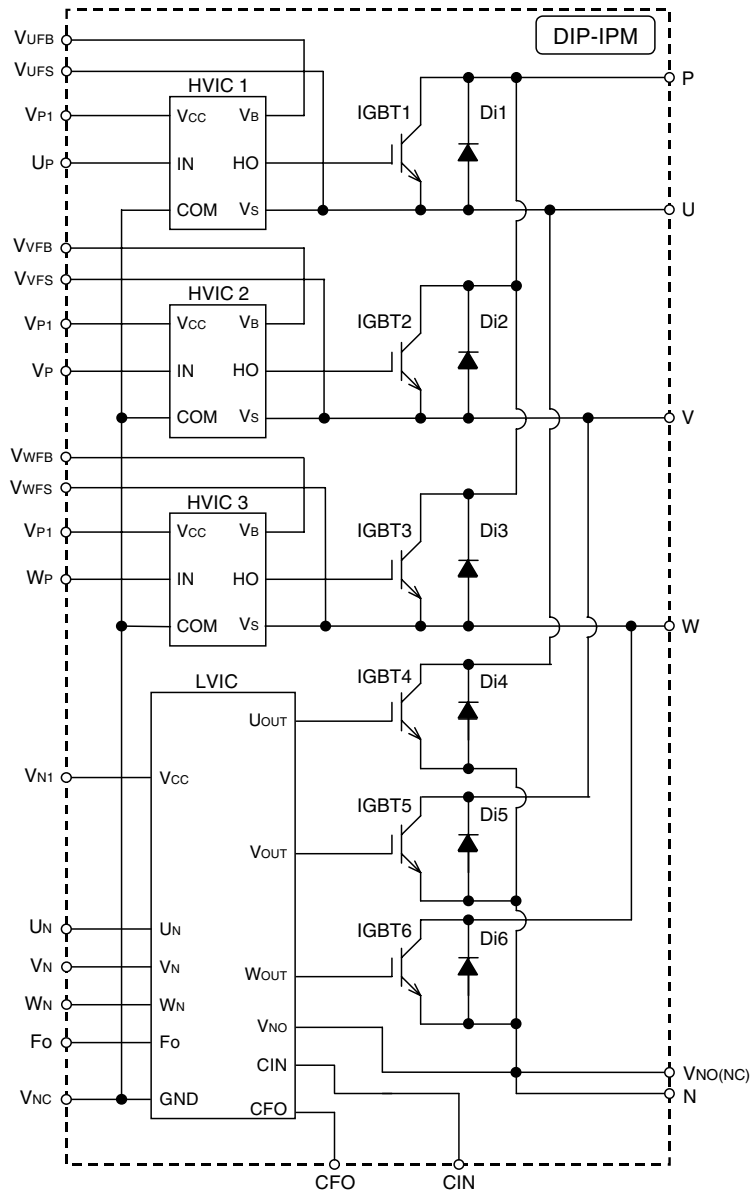 DIP-IPM
VUFB
VUFS
HVIC 1
VP1
VCC
VB
IGBT1
Di1
P
UP
IN
HO
COM
VS
U
VVFB
VVFS
HVIC 2
VP1
VCC
VB
IGBT2
Di2
VP
IN
HO
COM
VS
V
VWFB
VWFS
HVIC 3
VP1
VCC
VB
IGBT3
Di3
WP
IN
HO
COM
VS
W
LVIC
IGBT4
Di4
UOUT
VN1
VCC
IGBT5
Di5
VOUT
IGBT6
Di6
UN
UN
VN
VN
WOUT
WN
WN
VNO
Fo
Fo
CIN
VNO(NC)
VNC
GND
N
CFO
CFO
CIN